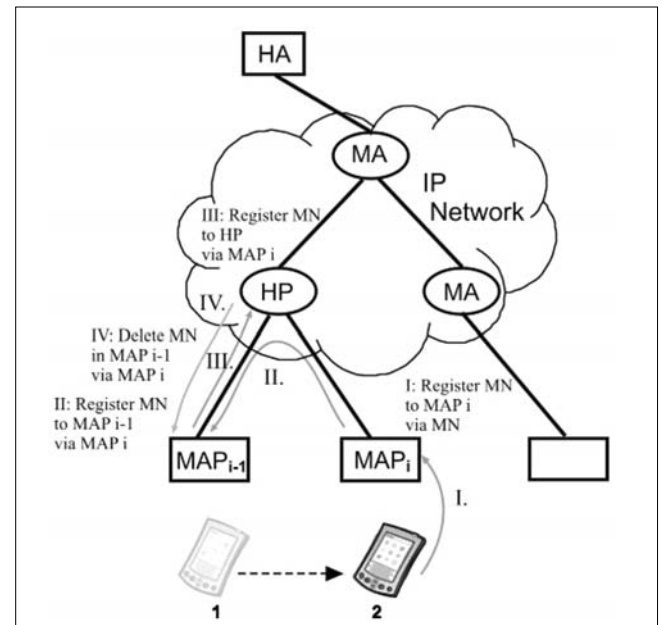 HA
MA
IP
Network
III: Register MN
to HP
via MAP i
HP
MA
IV.
IV: Delete MN
in MAP i-1
via MAP i
III.
II.
I: Register MN
to MAP i
via MN
II: Register MN
to MAP i-1
via MAP i
MAPi-1
MAPi
I.
1
2